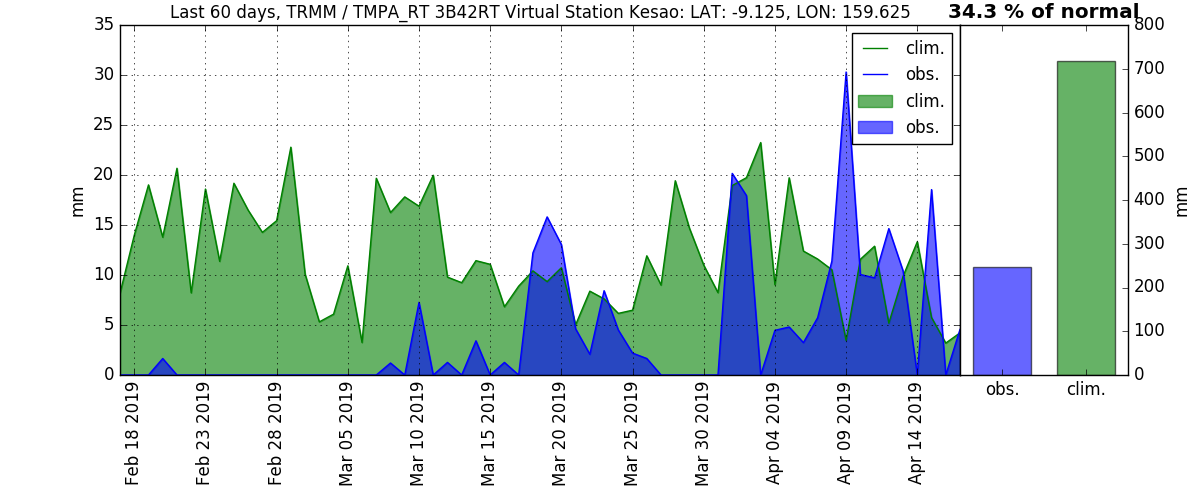 Last 60 days, TRMM / TMPA_RT 3B42RT Virtual Station Kesao: LAT: -9.125, LON: 159.625
34.3 % of normal
35
30
25
20
15
10
5
0
mm
clim.
obs.
clim.
obs.
800
700
600
500
400
300
200
100
0
mm
obs.
clim.
Feb 18 2019
Feb 23 2019
Feb 28 2019
Mar 05 2019
Mar 10 2019
Mar 15 2019
Mar 20 2019
Mar 25 2019
Mar 30 2019
Apr 04 2019
Apr 09 2019
Apr 14 2019